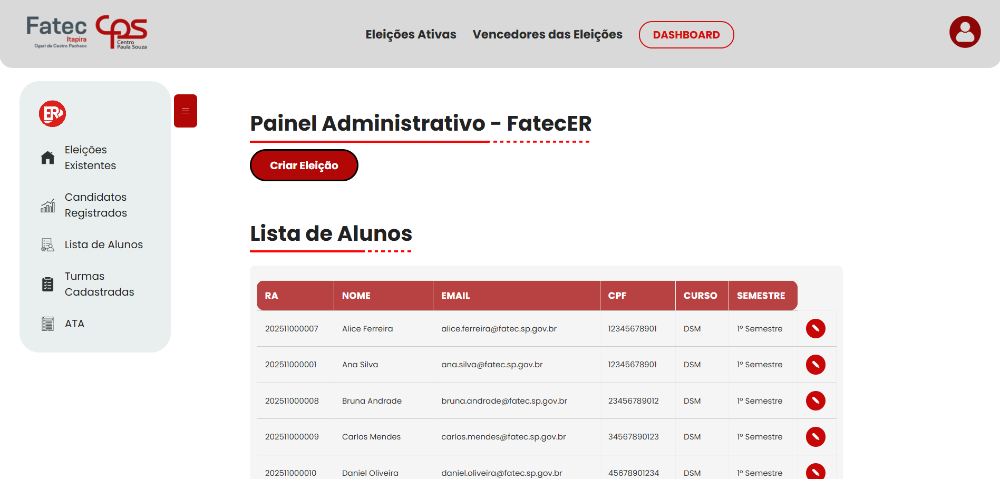 Fatec
Itapira
Ogari de Castro Pacheco
CPS
Centro
Paula Souza
Eleições Ativas
Vencedores das Eleições
DASHBOARD
ER
Eleições
Existentes
Candidatos
Registrados
Lista de Alunos
Turmas
Cadastradas
ATA
Painel Administrativo - FatecER
Criar Eleição
Lista de Alunos
RA NOME EMAIL CPF CURSO SEMESTRE
202511000007 Alice Ferreira alice.ferreira@fatec.sp.gov.br 12345678901 DSM 1º Semestre
202511000001 Ana Silva ana.silva@fatec.sp.gov.br 12345678901 DSM 1º Semestre
202511000008 Bruna Andrade bruna.andrade@fatec.sp.gov.br 23456789012 DSM 1º Semestre
202511000009 Carlos Mendes carlos.mendes@fatec.sp.gov.br 34567890123 DSM 1º Semestre
202511000010 Daniel Oliveira daniel.oliveira@fatec.sp.gov.br 45678901234 DSM 1º Semestre